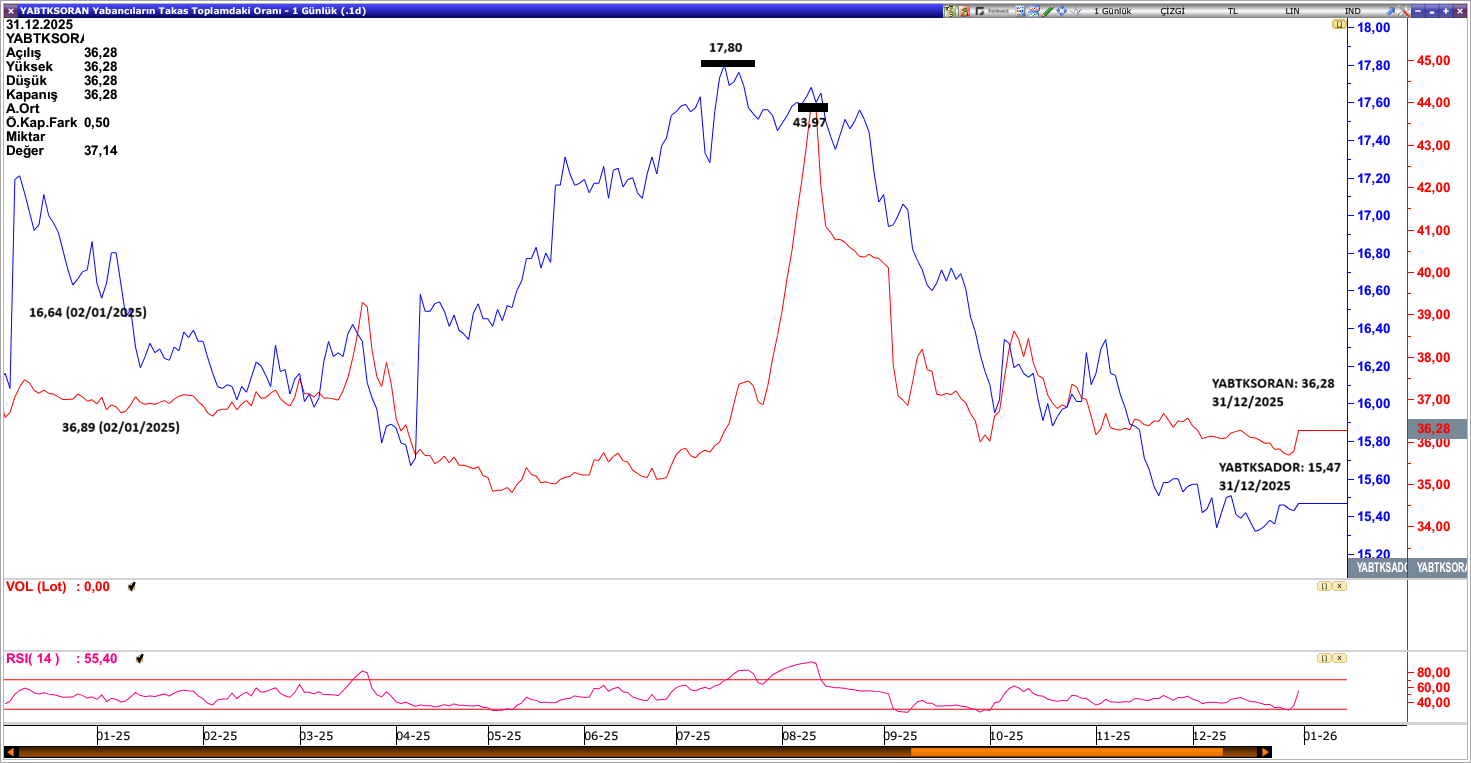 YABTKSORAN Yabancıların Takas Toplamdaki Oranı - 1 Günlük (.1d)
1 Günlük ÇİZGİ TL LIN IND
31.12.2025
YABTKSORA
Açılış 36,28
Yüksek 36,28
Düşük 36,28
Kapanış 36,28
A.Ort
Ö.Kap.Fark 0,50
Miktar
Değer 37,14
17,80
43,97
16,64 (02/01/2025)
36,89 (02/01/2025)
YABTKSORAN: 36,28
31/12/2025
YABTKSADOR: 15,47
31/12/2025
18,00
17,80
17,60
17,40
17,20
17,00
16,80
16,60
16,40
16,20
16,00
15,80
15,60
15,40
15,20
YABTKSADO
45,00
44,00
43,00
42,00
41,00
40,00
39,00
38,00
37,00
36,28
36,00
35,00
34,00
YABTKSORA
VOL (Lot) : 0,00
RSI( 14 ) : 55,40
80,00
60,00
40,00
01-25 02-25 03-25 04-25 05-25 06-25 07-25 08-25 09-25 10-25 11-25 12-25 01-26